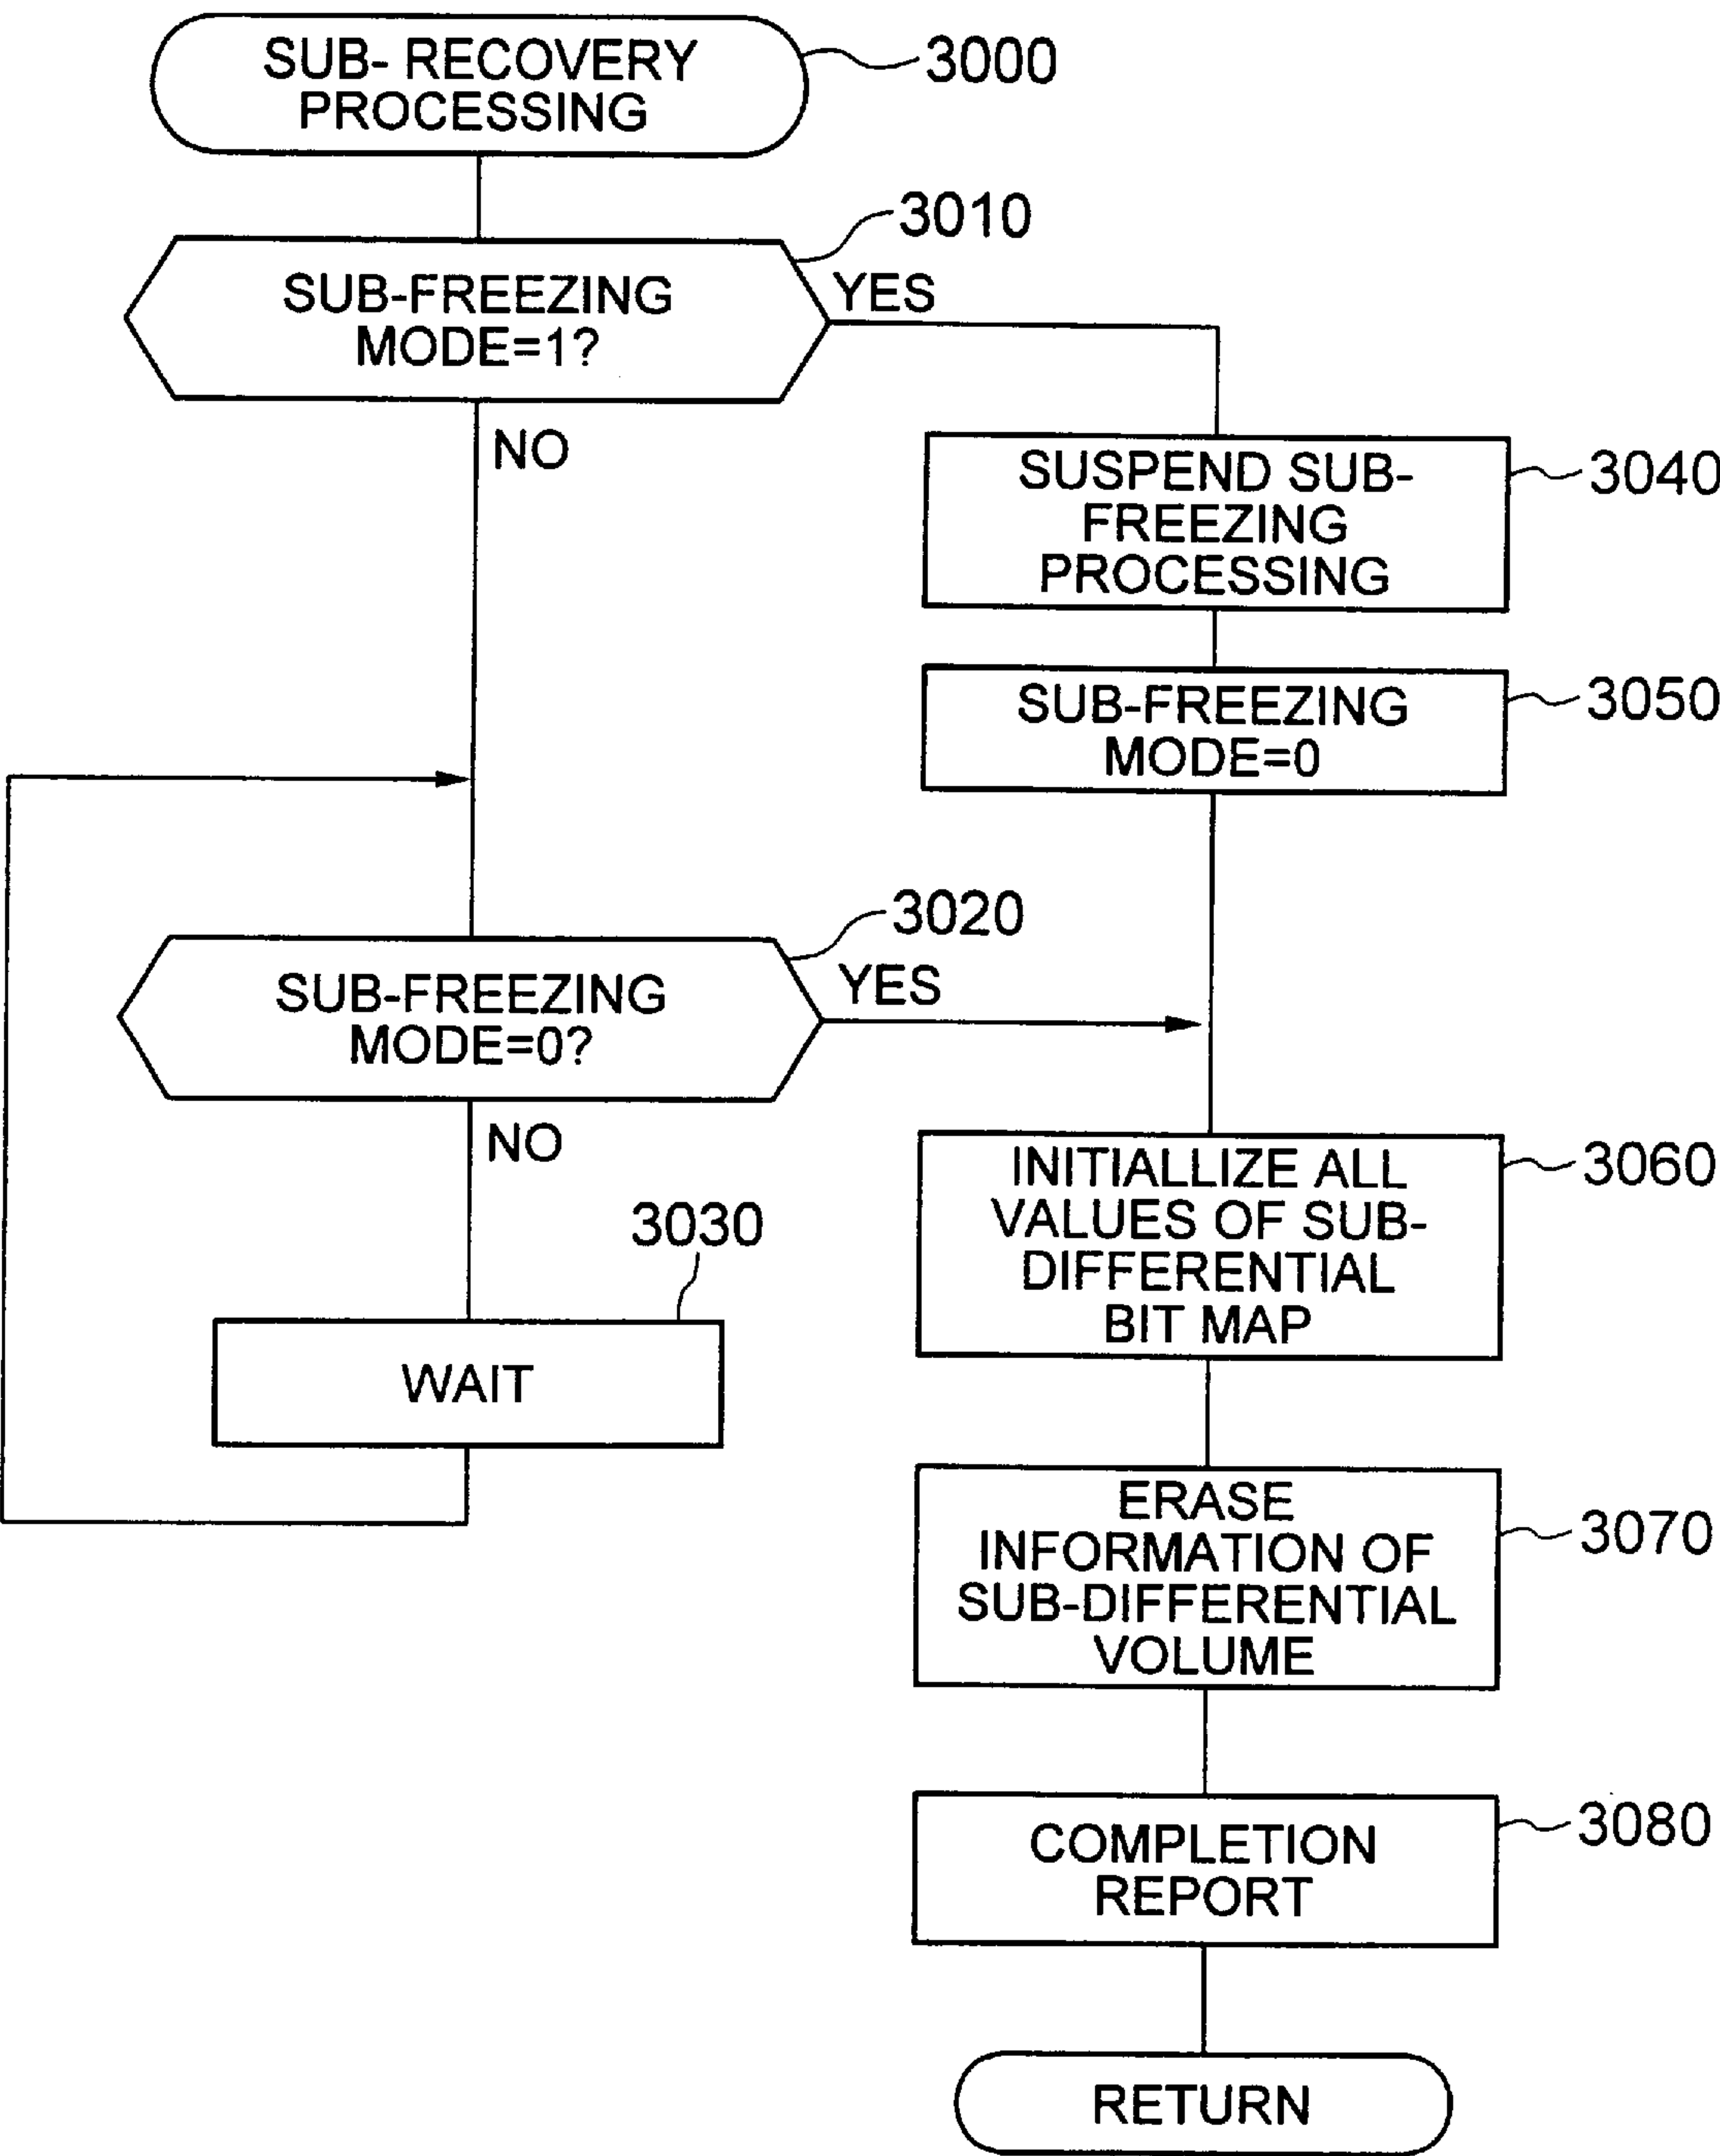 SUB- RECOVERY
PROCESSING
3000
3010
SUB-FREEZING
MODE=1?
YES
NO
SUSPEND SUB-
FREEZING
PROCESSING
3040
SUB-FREEZING
MODE=0
3050
3020
SUB-FREEZING
MODE=0?
YES
NO
3030
WAIT
INITIALLIZE ALL
VALUES OF SUB-
DIFFERENTIAL
BIT MAP
3060
ERASE
INFORMATION OF
SUB-DIFFERENTIAL
VOLUME
3070
COMPLETION
REPORT
3080
RETURN